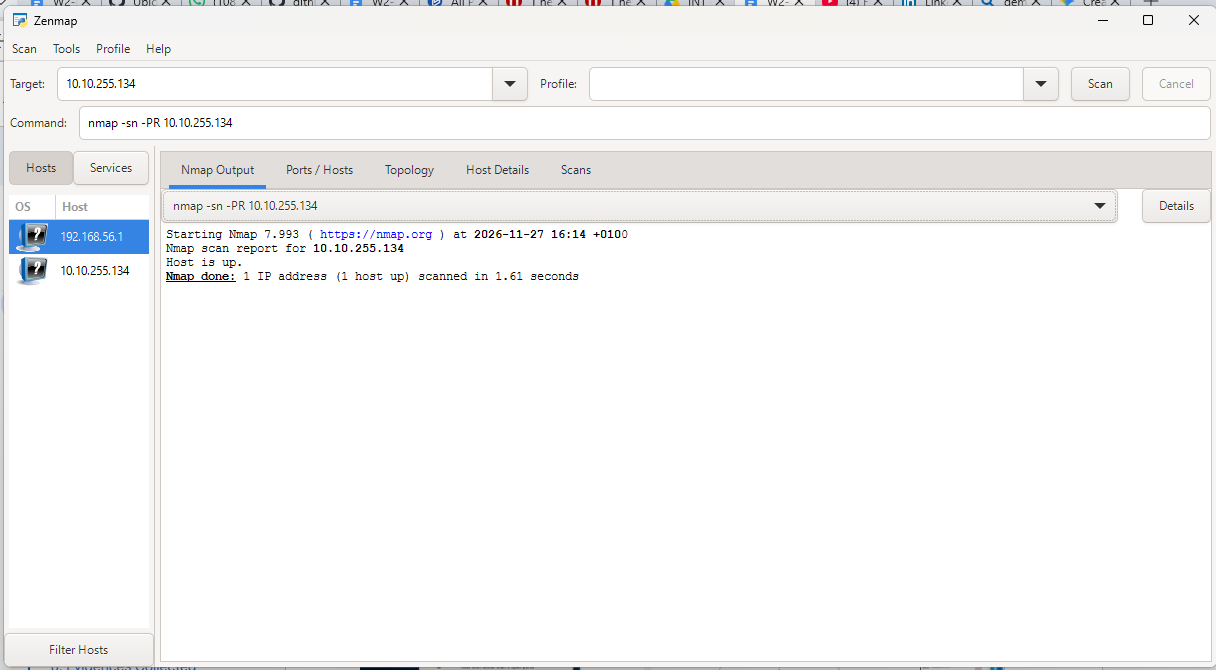 Zenmap
Scan Tools Profile Help
Target: 10.10.255.134 Profile: Scan Cancel
Command: nmap -sn -PR 10.10.255.134
Hosts Services
OS Host
192.168.56.1
10.10.255.134
Filter Hosts
Nmap Output Ports / Hosts Topology Host Details Scans
nmap -sn -PR 10.10.255.134 Details
Starting Nmap 7.993 ( https://nmap.org ) at 2026-11-27 16:14 +0100
Nmap scan report for 10.10.255.134
Host is up.
Nmap done: 1 IP address (1 host up) scanned in 1.61 seconds